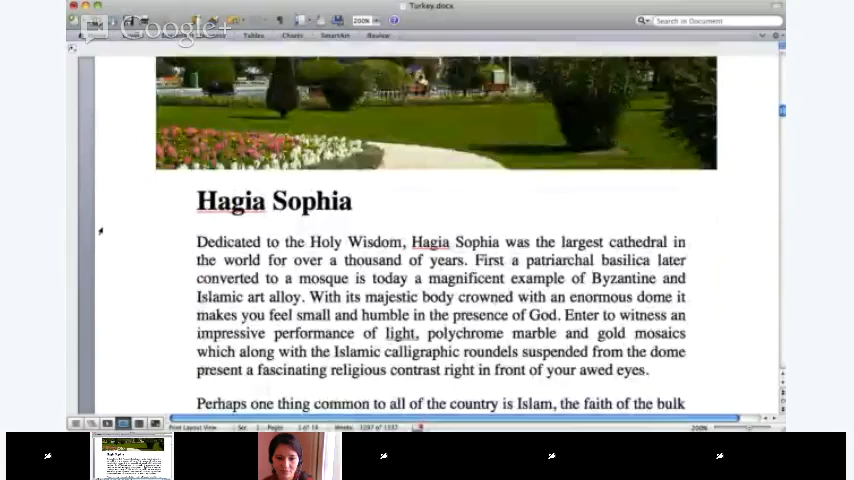 Turkey.docx
Google+
200%
Search in Document
Tables
Charts
SmartArt
Review
Hagia Sophia
Dedicated to the Holy Wisdom, Hagia Sophia was the largest cathedral in
the world for over a thousand of years. First a patriarchal basilica later
converted to a mosque is today a magnificent example of Byzantine and
Islamic art alloy. With its majestic body crowned with an enormous dome it
makes you feel small and humble in the presence of God. Enter to witness an
impressive performance of light, polychrome marble and gold mosaics
which along with the Islamic calligraphic roundels suspended from the dome
present a fascinating religious contrast right in front of your awed eyes.
Perhaps one thing common to all of the country is Islam, the faith of the bulk
Print Layout View
Sec
Pages:
Words:
200%